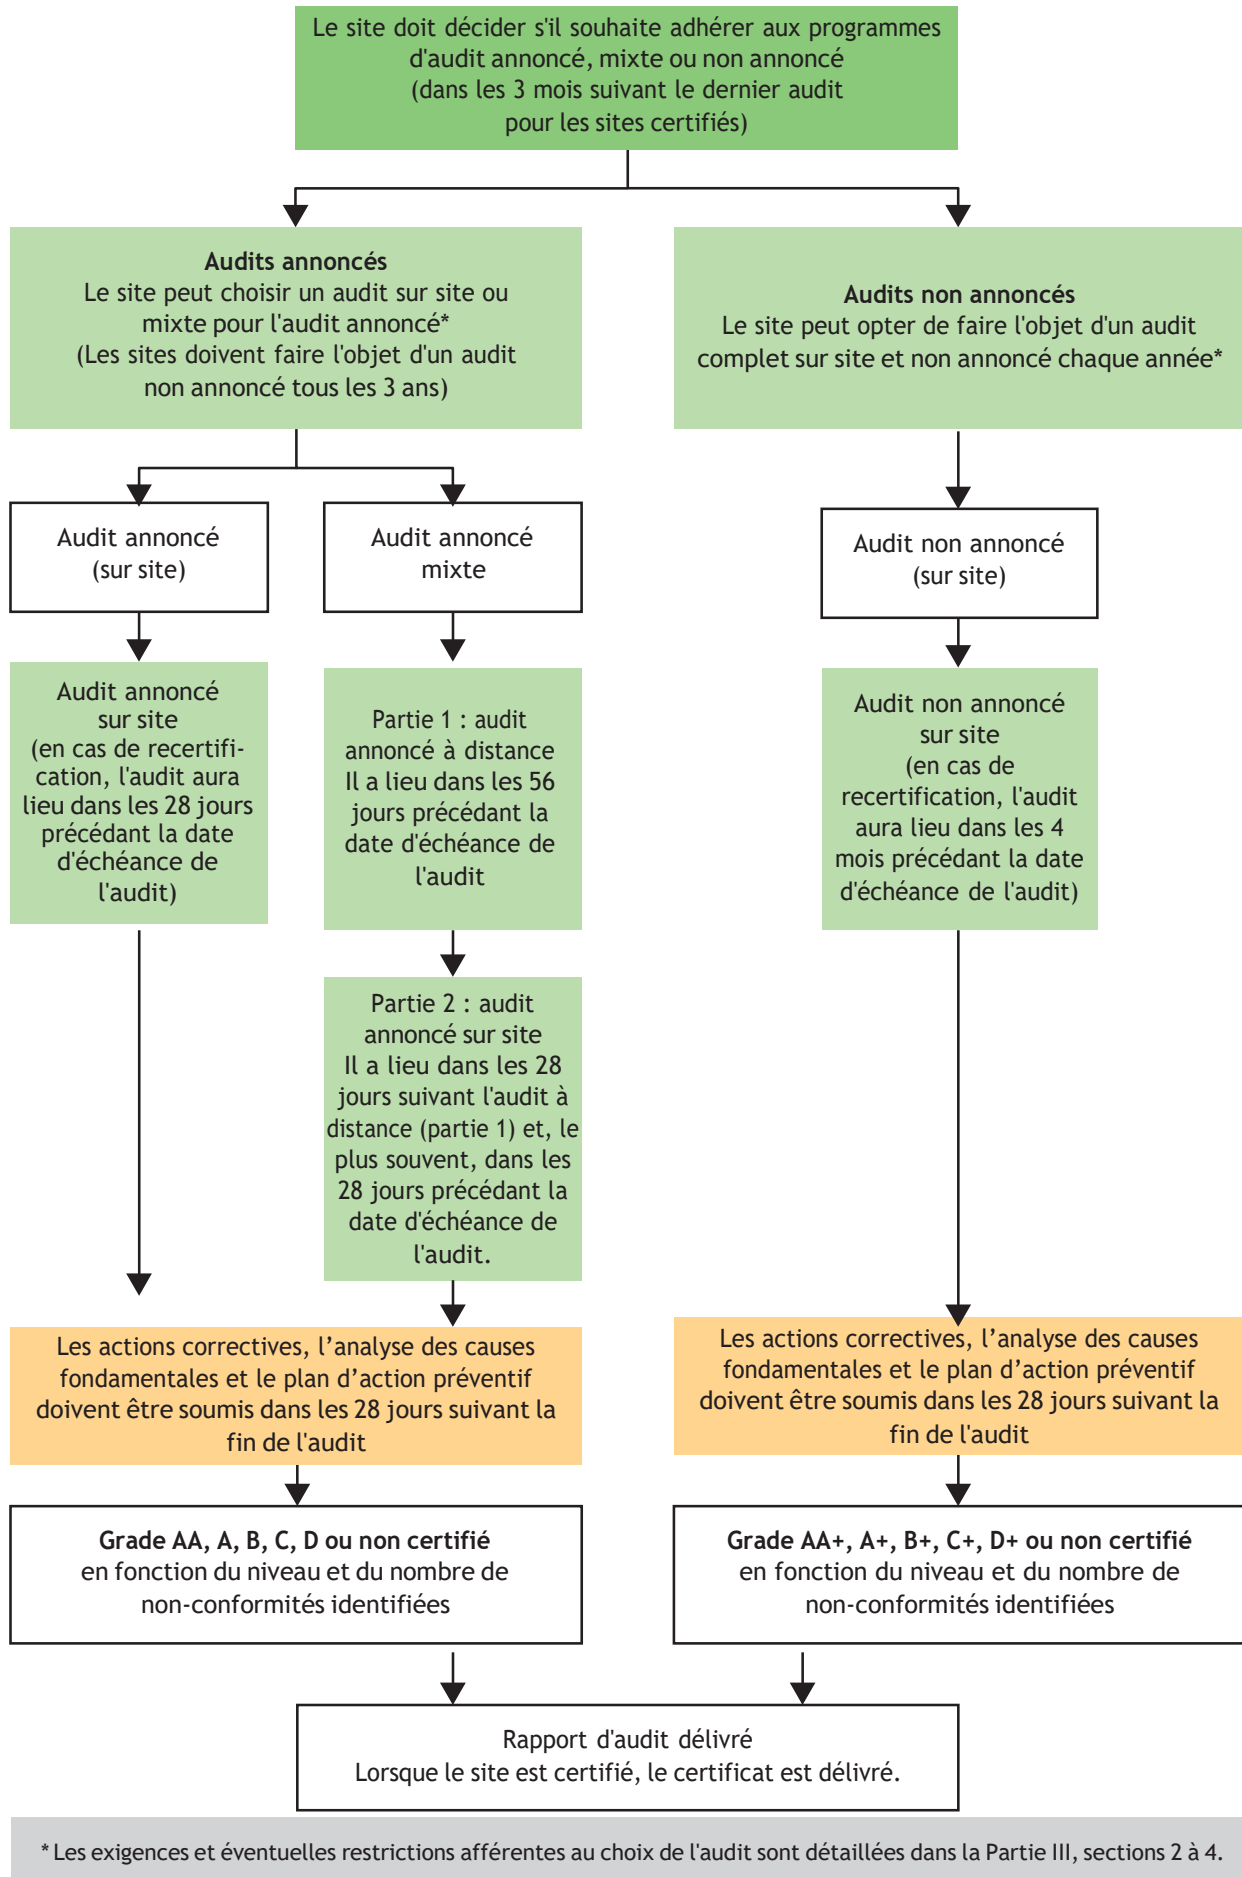 Le site doit décider s'il souhaite adhérer aux programmes
d'audit annoncé, mixte ou non annoncé
(dans les 3 mois suivant le dernier audit
pour les sites certifiés)
Audits annoncés
Le site peut choisir un audit sur site ou
mixte pour l'audit annoncé*
(Les sites doivent faire l'objet d'un audit
non annoncé tous les 3 ans)
Audits non annoncés
Le site peut opter de faire l'objet d'un audit
complet sur site et non annoncé chaque année*
Audit annoncé
(sur site)
Audit annoncé
mixte
Audit non annoncé
(sur site)
Audit annoncé
sur site
(en cas de recertifi-
cation, l'audit aura
lieu dans les 28 jours
précédant la date
d'échéance de
l'audit)
Partie 1 : audit
annoncé à distance
Il a lieu dans les 56
jours précédant la
date d'échéance de
l'audit
Audit non annoncé
sur site
(en cas de
recertification, l'audit
aura lieu dans les 4
mois précédant la date
d'échéance de l'audit)
Partie 2 : audit
annoncé sur site
Il a lieu dans les 28
jours suivant l'audit à
distance (partie 1) et, le
plus souvent, dans les
28 jours précédant la
date d'échéance de
l'audit.
Les actions correctives, l’analyse des causes
fondamentales et le plan d’action préventif
doivent être soumis dans les 28 jours suivant la
fin de l'audit
Les actions correctives, l’analyse des causes
fondamentales et le plan d’action préventif
doivent être soumis dans les 28 jours suivant la
fin de l'audit
Grade AA, A, B, C, D ou non certifié
en fonction du niveau et du nombre de
non-conformités identifiées
Grade AA+, A+, B+, C+, D+ ou non certifié
en fonction du niveau et du nombre de
non-conformités identifiées
Rapport d'audit délivré
Lorsque le site est certifié, le certificat est délivré.
* Les exigences et éventuelles restrictions afférentes au choix de l'audit sont détaillées dans la Partie III, sections 2 à 4.